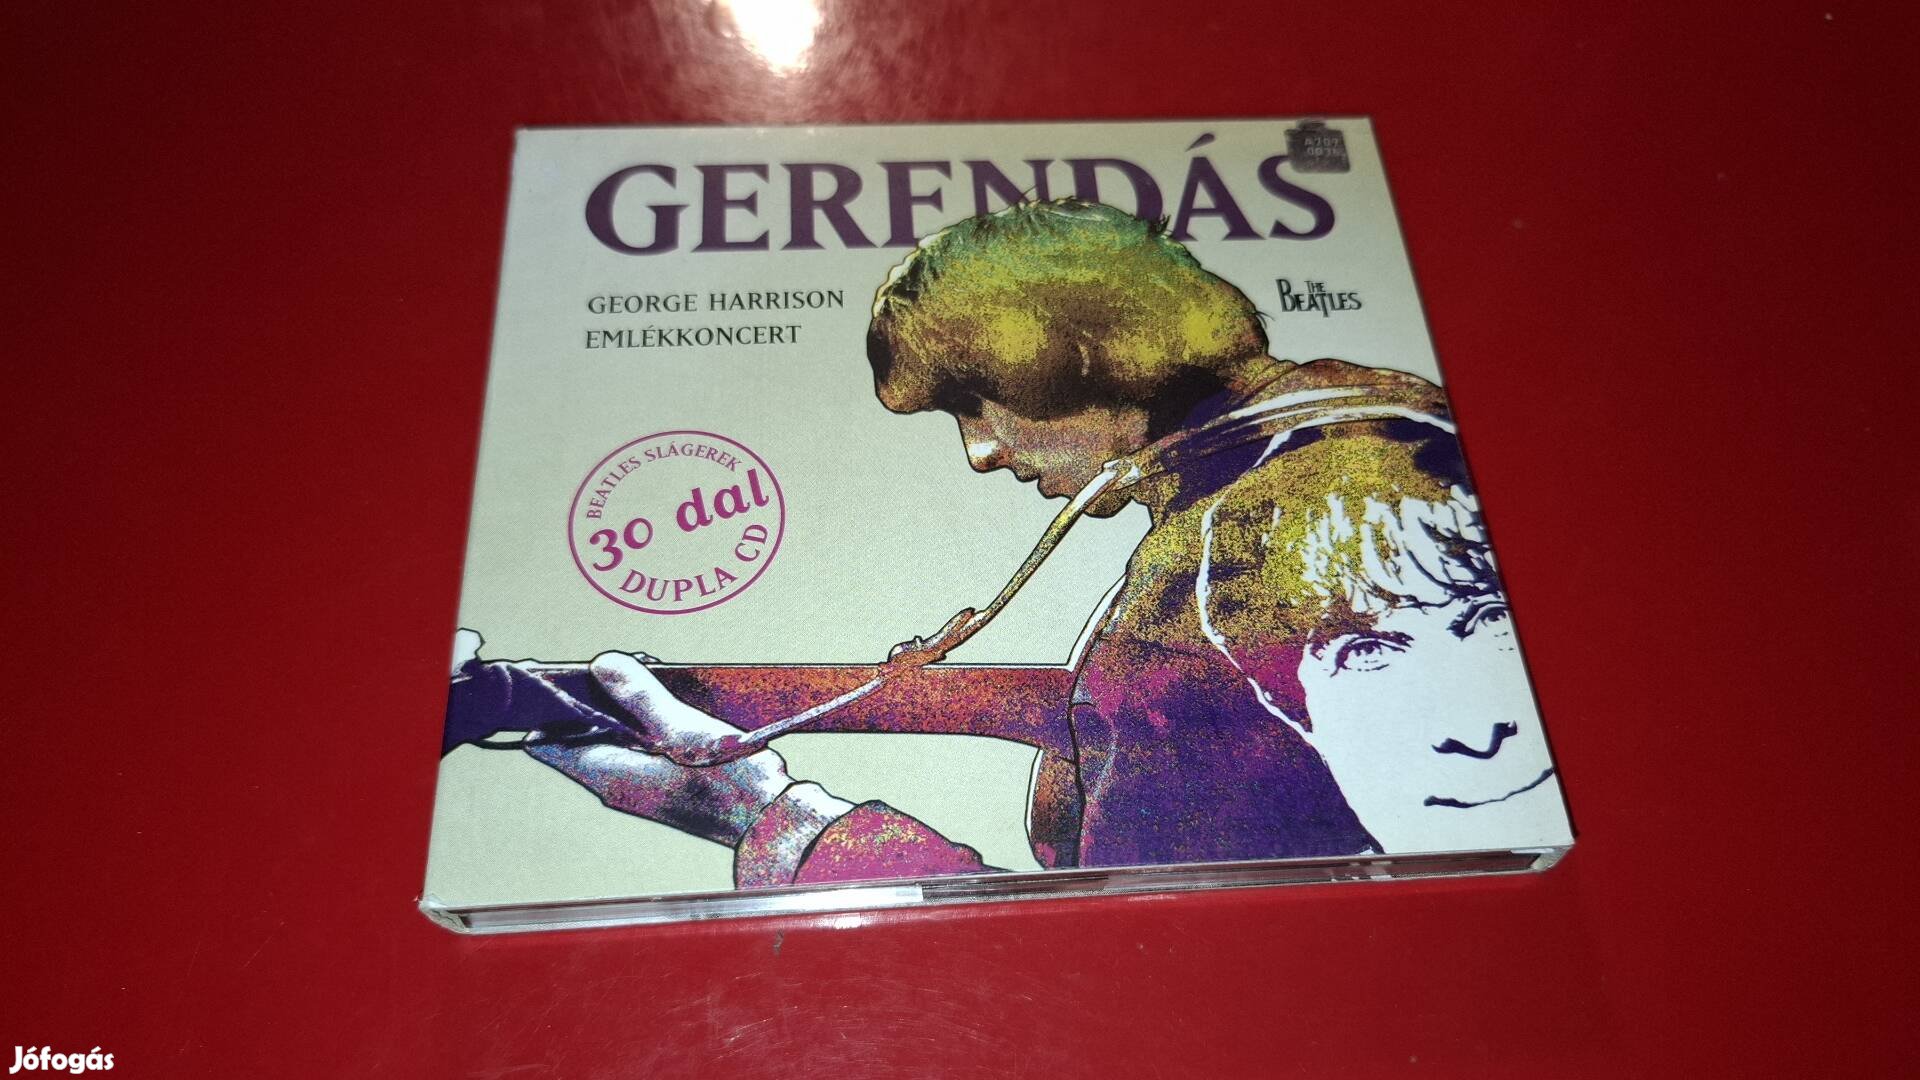 GERENDÁS
GEORGE HARRISON
EMLÉKKONCERT
THE
BEATLES
BEATLES SLÁGEREK
30 dal
DUPLA CD
Jófogás